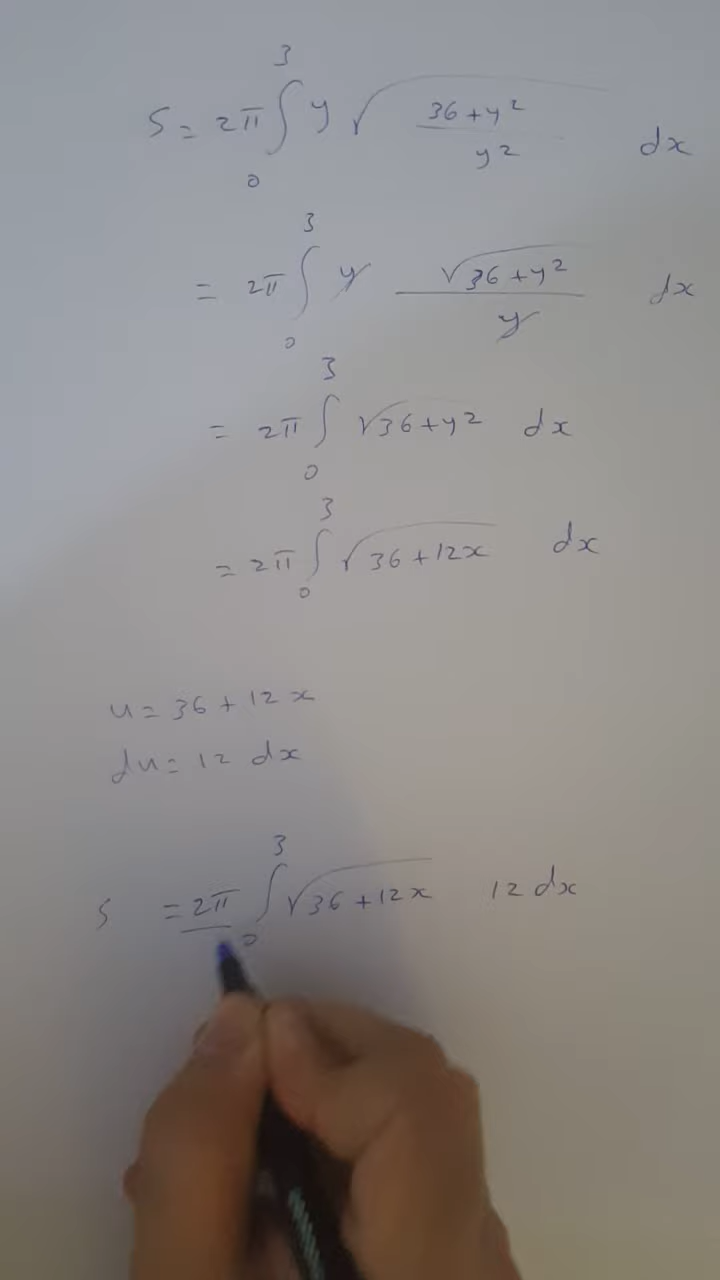 S = 2π ∫₀³ y √((36+y²)/y²) dx
= 2π ∫₀³ y √(36+y²)/y dx
= 2π ∫₀³ √(36+y²) dx
= 2π ∫₀³ √(36+12x) dx
u = 36 + 12x
du = 12 dx
S = 2π ∫₀³ √(36+12x) 12 dx